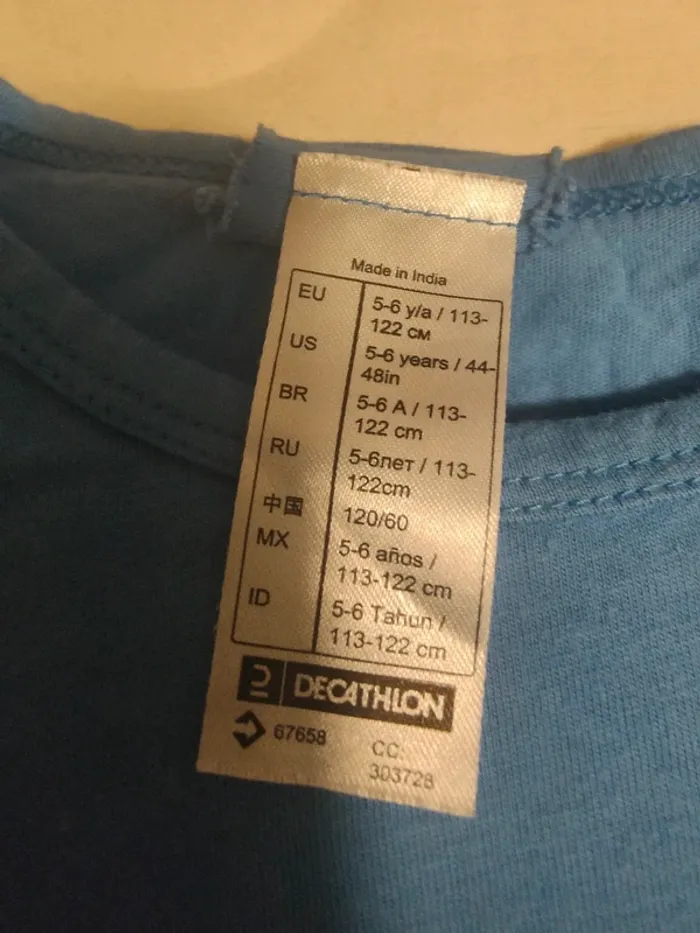 Made in India
EU 5-6 y/a / 113-
122 см
US 5-6 years / 44-
48in
BR 5-6 A / 113-
122 cm
RU 5-6лет / 113-
122cm
中国 120/60
MX 5-6 años /
113-122 cm
ID 5-6 Tahun /
113-122 cm
DECATHLON
67658 CC:
303728